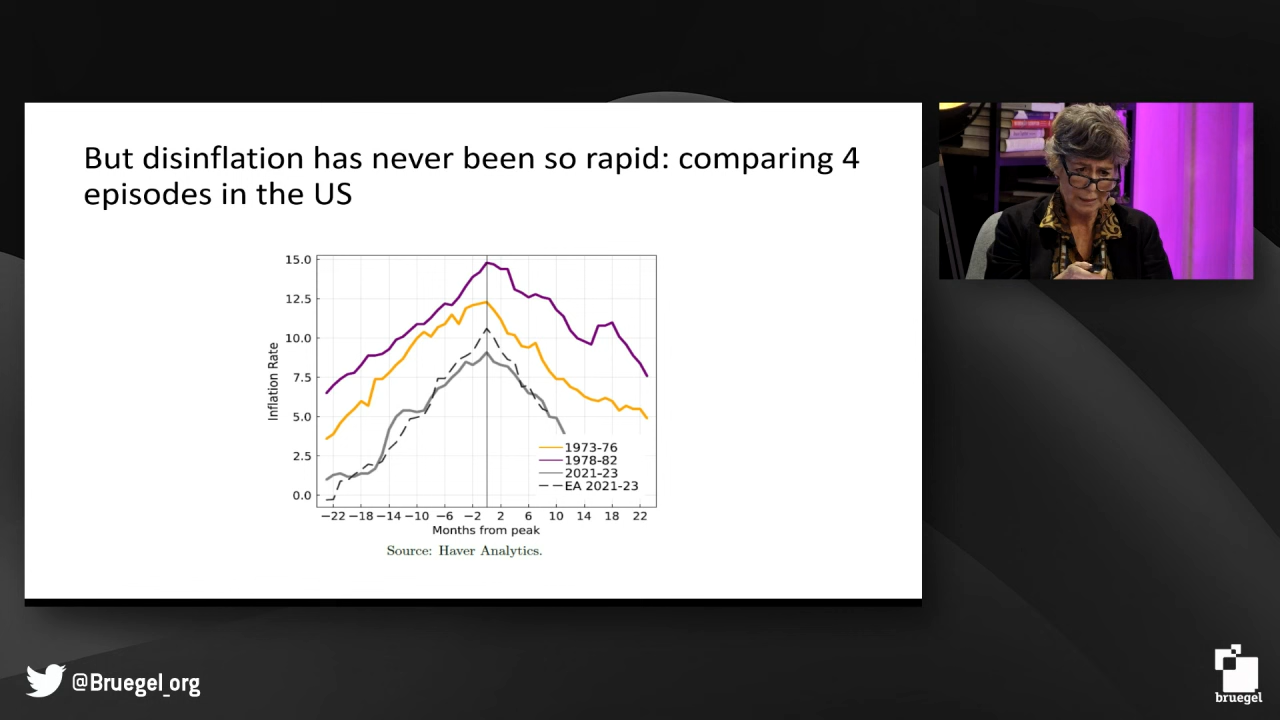 But disinflation has never been so rapid: comparing 4
episodes in the US
15.0
12.5
10.0
7.5
5.0
2.5
0.0
Inflation Rate
1973-76
1978-82
2021-23
EA 2021-23
−22 −18 −14 −10 −6 −2 2 6 10 14 18 22
Months from peak
Source: Haver Analytics.
@Bruegel_org
bruegel